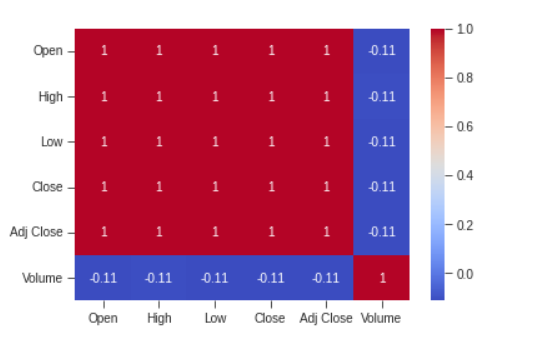 1.0
Open 1 1 1 1 1 -0.11
0.8
High 1 1 1 1 1 -0.11
0.6
Low 1 1 1 1 1 -0.11
0.4
Close 1 1 1 1 1 -0.11
0.2
Adj Close 1 1 1 1 1 -0.11
0.0
Volume -0.11 -0.11 -0.11 -0.11 -0.11 1
Open High Low Close Adj Close Volume